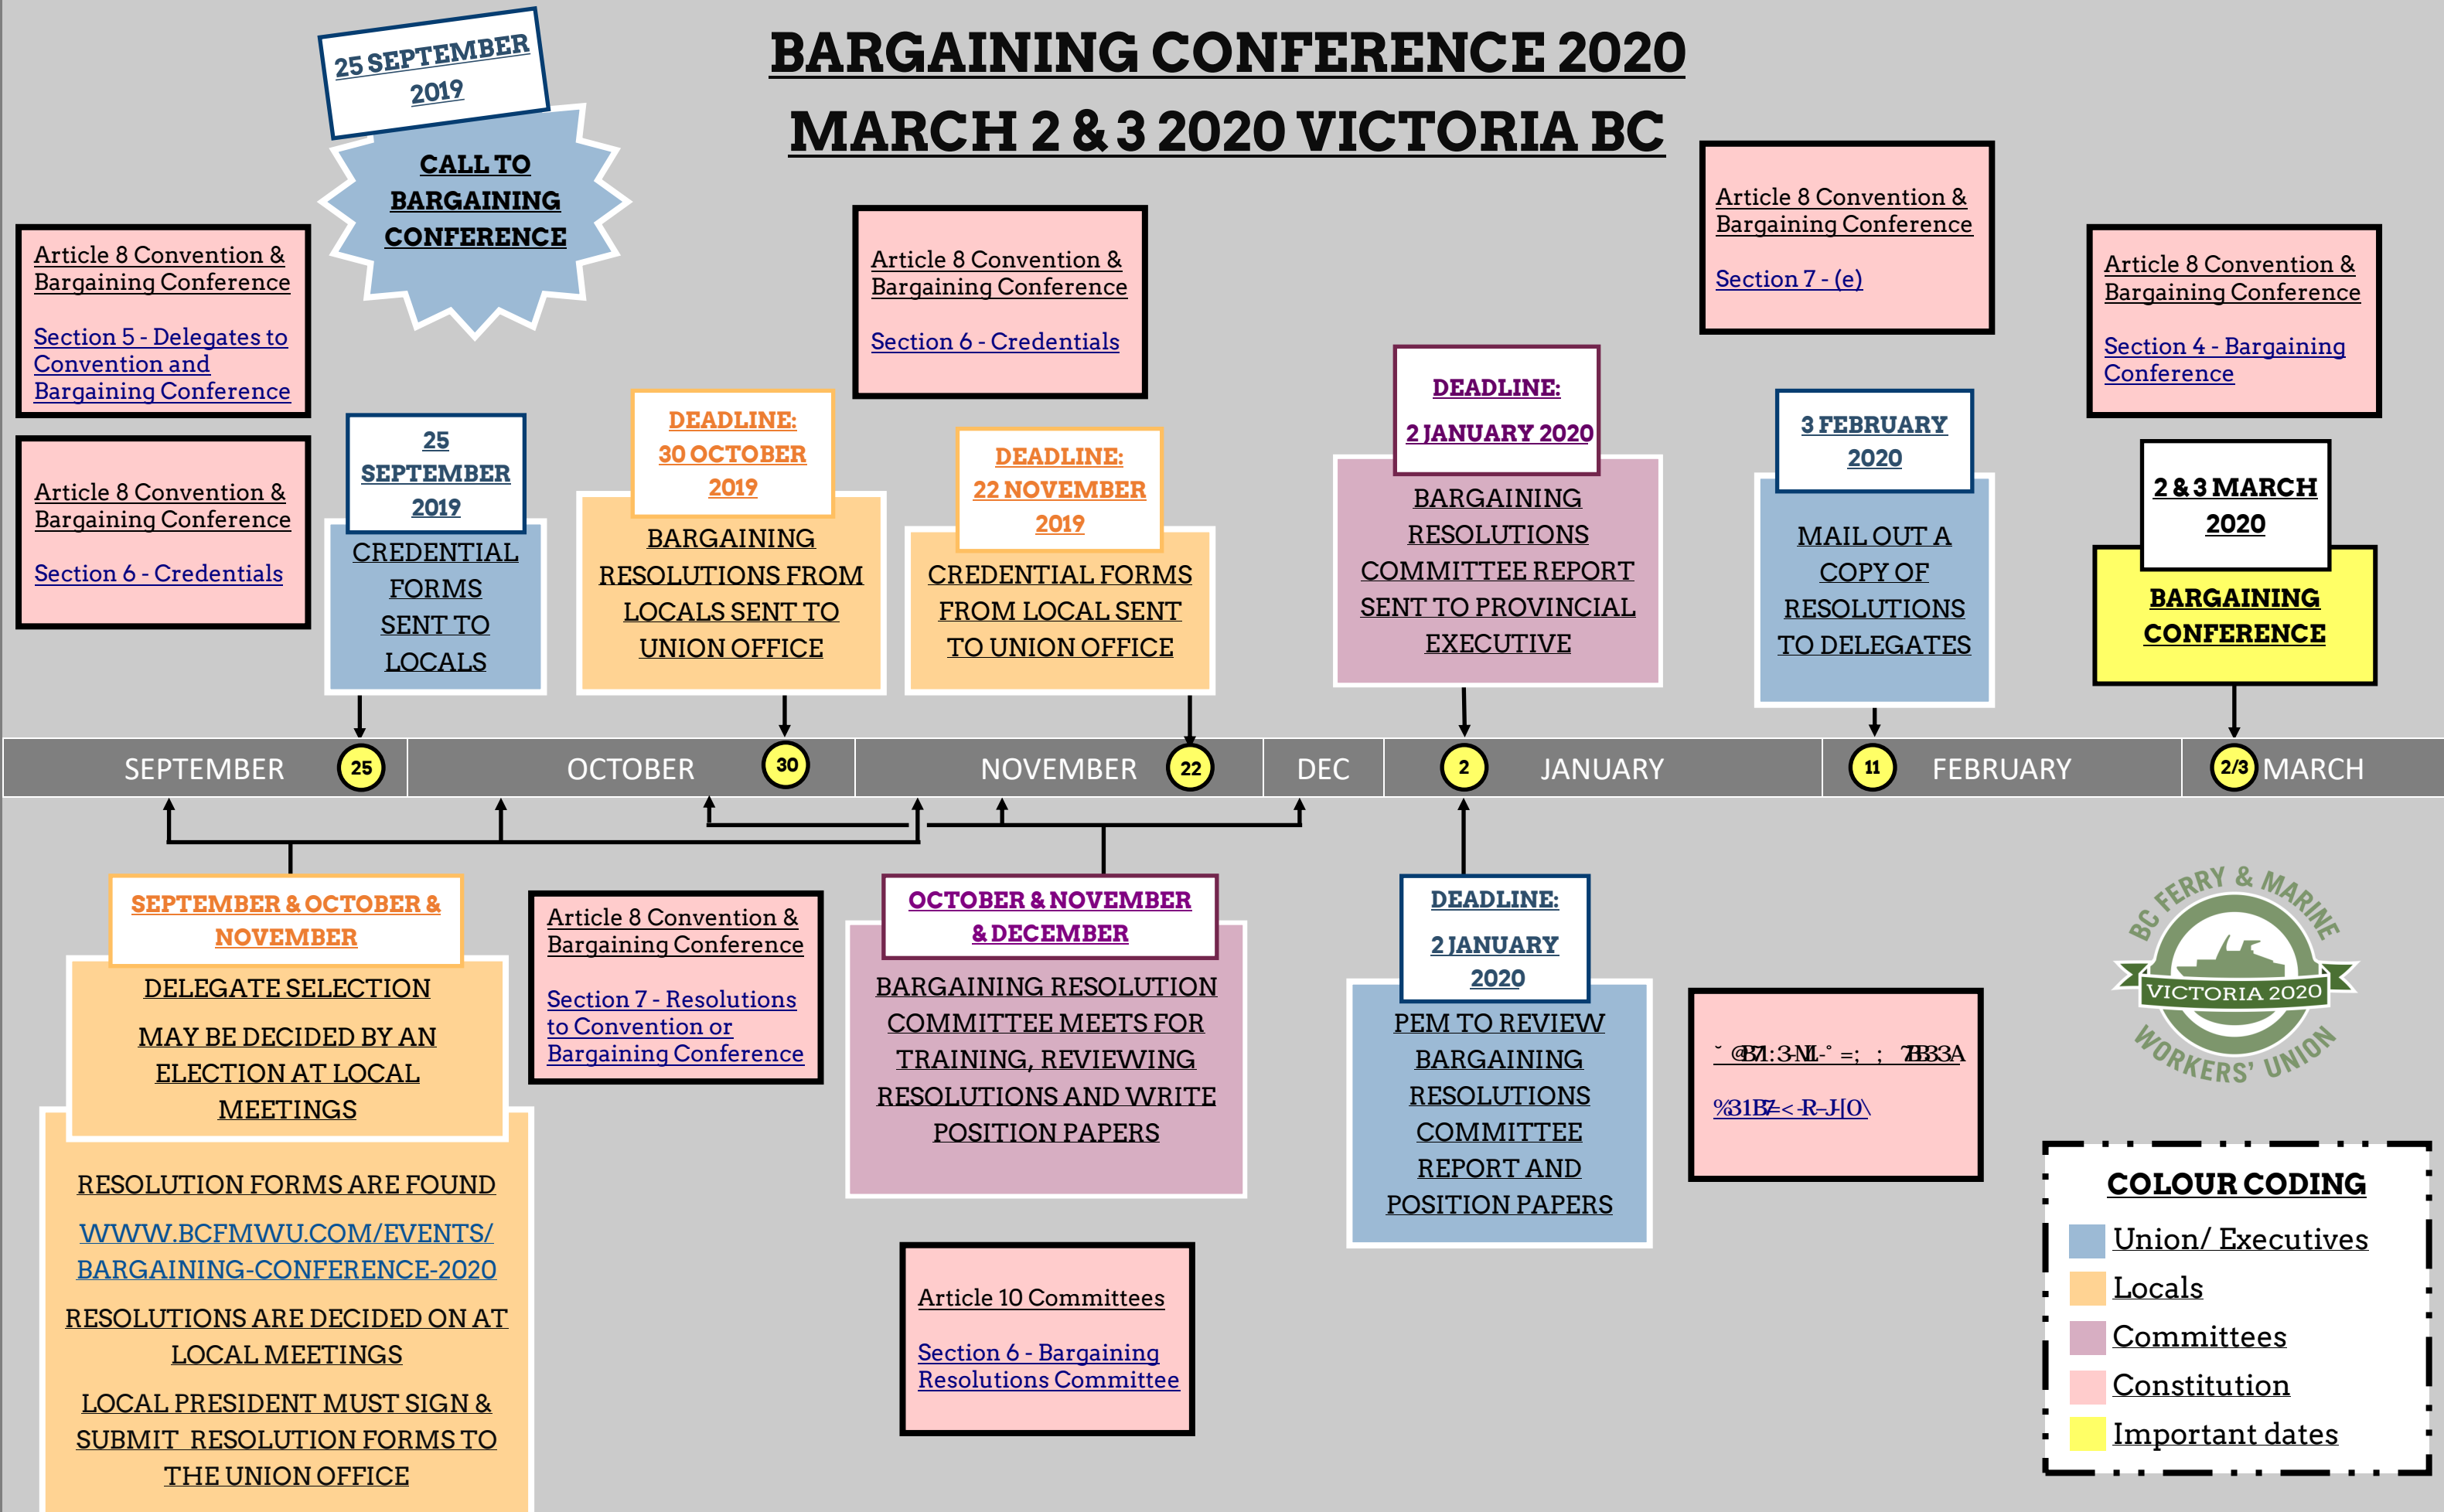 BARGAINING CONFERENCE 2020
MARCH 2 & 3 2020 VICTORIA BC
25 SEPTEMBER
2019
CALL TO
BARGAINING
CONFERENCE
Article 8 Convention &
Bargaining Conference
Section 5 - Delegates to
Convention and
Bargaining Conference
Article 8 Convention &
Bargaining Conference
Section 6 - Credentials
25
SEPTEMBER
2019
CREDENTIAL
FORMS
SENT TO
LOCALS
DEADLINE:
30 OCTOBER
2019
BARGAINING
RESOLUTIONS FROM
LOCALS SENT TO
UNION OFFICE
Article 8 Convention &
Bargaining Conference
Section 6 - Credentials
DEADLINE:
22 NOVEMBER
2019
CREDENTIAL FORMS
FROM LOCAL SENT
TO UNION OFFICE
DEADLINE:
2 JANUARY 2020
BARGAINING
RESOLUTIONS
COMMITTEE REPORT
SENT TO PROVINCIAL
EXECUTIVE
Article 8 Convention &
Bargaining Conference
Section 7 - (e)
3 FEBRUARY
2020
MAIL OUT A
COPY OF
RESOLUTIONS
TO DELEGATES
Article 8 Convention &
Bargaining Conference
Section 4 - Bargaining
Conference
2 & 3 MARCH
2020
BARGAINING
CONFERENCE
SEPTEMBER 25 OCTOBER 30 NOVEMBER 22 DEC 2 JANUARY 11 FEBRUARY 2/3 MARCH
SEPTEMBER & OCTOBER &
NOVEMBER
DELEGATE SELECTION
MAY BE DECIDED BY AN
ELECTION AT LOCAL
MEETINGS
RESOLUTION FORMS ARE FOUND
WWW.BCFMWU.COM/EVENTS/
BARGAINING-CONFERENCE-2020
RESOLUTIONS ARE DECIDED ON AT
LOCAL MEETINGS
LOCAL PRESIDENT MUST SIGN &
SUBMIT RESOLUTION FORMS TO
THE UNION OFFICE
Article 8 Convention &
Bargaining Conference
Section 7 - Resolutions
to Convention or
Bargaining Conference
OCTOBER & NOVEMBER
& DECEMBER
BARGAINING RESOLUTION
COMMITTEE MEETS FOR
TRAINING, REVIEWING
RESOLUTIONS AND WRITE
POSITION PAPERS
Article 10 Committees
Section 6 - Bargaining
Resolutions Committee
DEADLINE:
2 JANUARY
2020
PEM TO REVIEW
BARGAINING
RESOLUTIONS
COMMITTEE
REPORT AND
POSITION PAPERS
BC FERRY & MARINE
VICTORIA 2020
WORKERS' UNION
COLOUR CODING
Union/ Executives
Locals
Committees
Constitution
Important dates